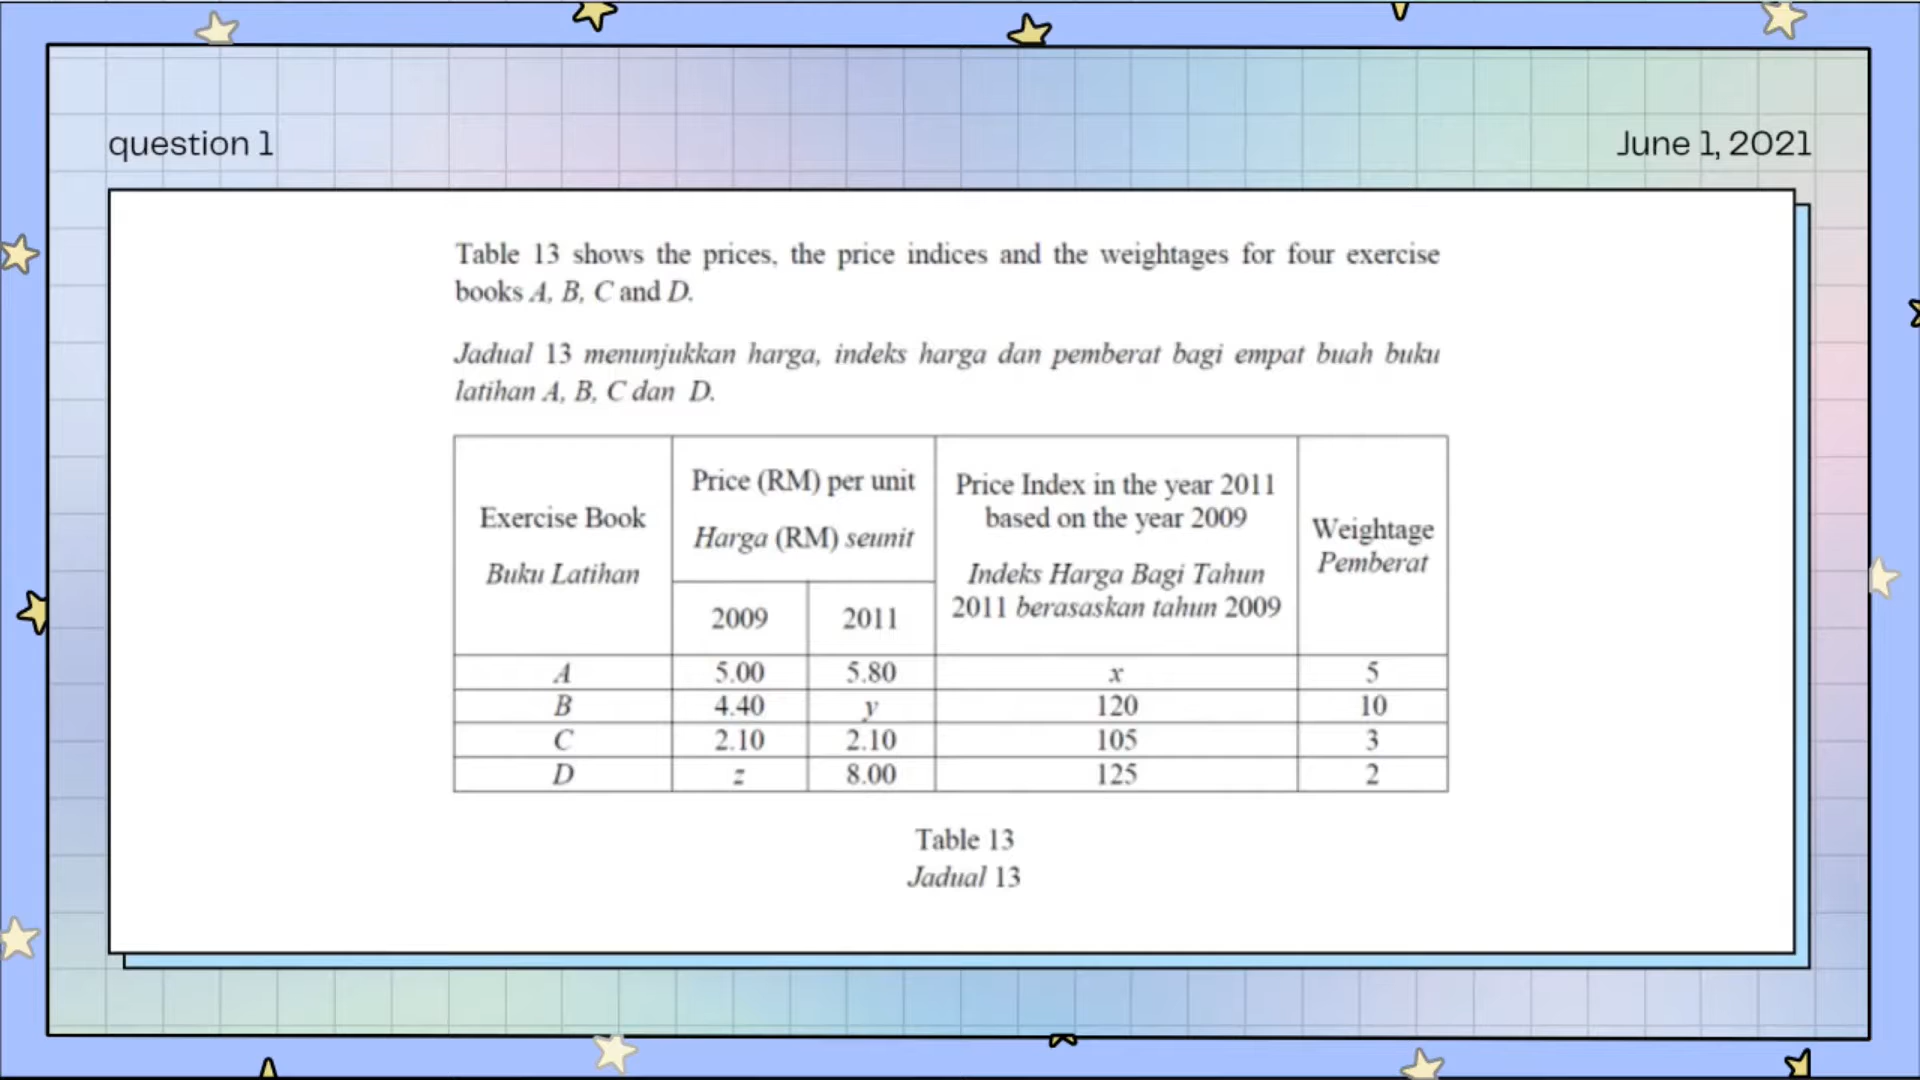 question 1
June 1, 2021
Table 13 shows the prices, the price indices and the weightages for four exercise
books A, B, C and D.
Jadual 13 menunjukkan harga, indeks harga dan pemberat bagi empat buah buku
latihan A, B, C dan D.
Exercise Book
Buku Latihan
Price (RM) per unit
Harga (RM) seunit
2009 2011
Price Index in the year 2011
based on the year 2009
Indeks Harga Bagi Tahun
2011 berasaskan tahun 2009
Weightage
Pemberat
A 5.00 5.80 x 5
B 4.40 y 120 10
C 2.10 2.10 105 3
D z 8.00 125 2
Table 13
Jadual 13